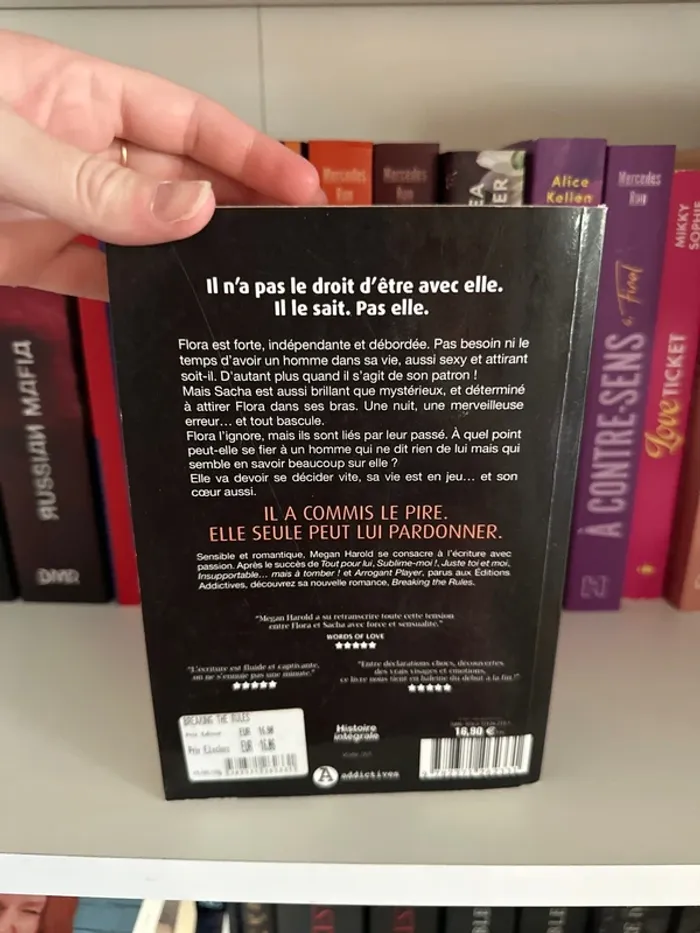 Mercedes
Ron
Mercedes
Ron
Alice
Kellen
Mercedes
Ron
MIKKY
SOPHIE
RUSSIAN MAFIA
DMR
À CONTRE-SENS
Final
Love TICKET
Il n'a pas le droit d'être avec elle.
Il le sait. Pas elle.
Flora est forte, indépendante et débordée. Pas besoin ni le
temps d'avoir un homme dans sa vie, aussi sexy et attirant
soit-il. D'autant plus quand il s'agit de son patron !
Mais Sacha est aussi brillant que mystérieux, et déterminé
à attirer Flora dans ses bras. Une nuit, une merveilleuse
erreur... et tout bascule.
Flora l'ignore, mais ils sont liés par leur passé. À quel point
peut-elle se fier à un homme qui ne dit rien de lui mais qui
semble en savoir beaucoup sur elle ?
Elle va devoir se décider vite, sa vie est en jeu... et son
cœur aussi.
IL A COMMIS LE PIRE.
ELLE SEULE PEUT LUI PARDONNER.
Sensible et romantique, Megan Harold se consacre à l'écriture avec
passion. Après le succès de Tout pour lui, Sublime-moi !, Juste toi et moi,
Insupportable... mais à tomber ! et Arrogant Player, parus aux Éditions
Addictives, découvrez sa nouvelle romance, Breaking the Rules.
"Megan Harold a su retranscrire toute cette tension
entre Flora et Sacha avec force et sensualité."
WORDS OF LOVE
"L'écriture est fluide et captivante,
on ne s'ennuie pas une minute."
"Entre déclarations chocs, découvertes
des vrais visages et émotions,
ce livre nous tient en haleine du début à la fin."
BREAKING THE RULES
EUR 16.90
EUR
Histoire
intégrale
16,90 €
A addictives